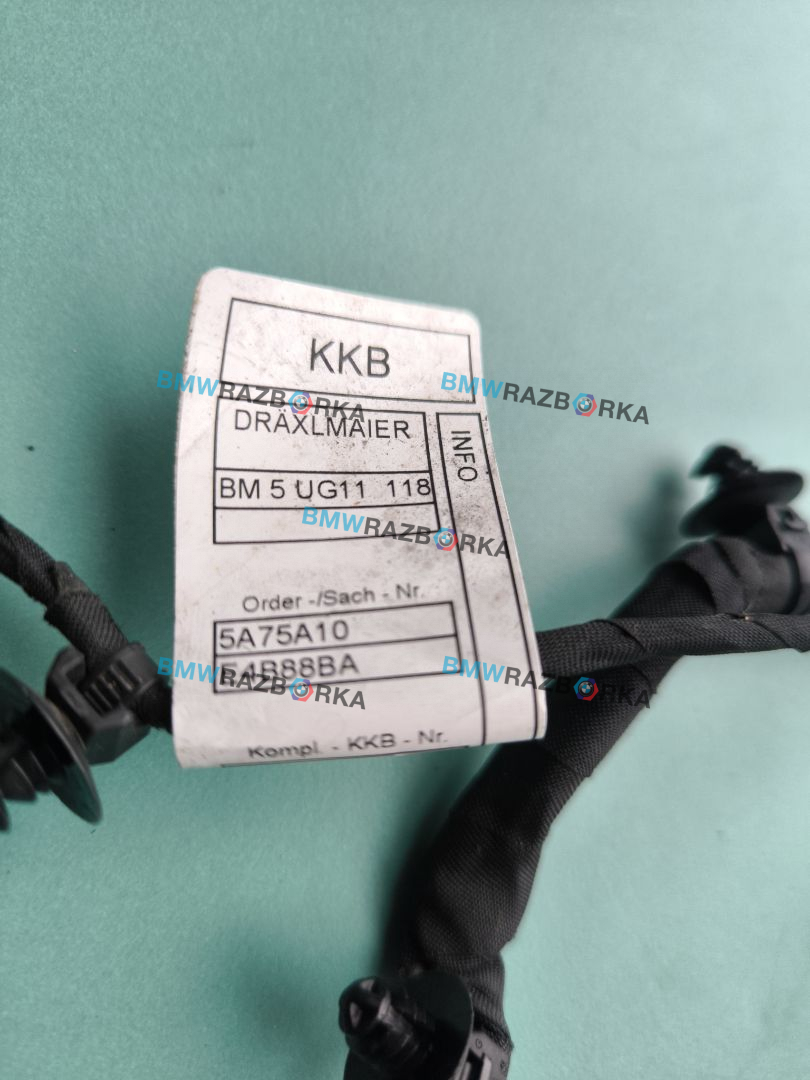 KKB
BMWRAZBORKA
BMWRAZBORKA
DRÄXLMAIER
INFO
BM 5 UG11 118
BMWRAZBORKA
Order -/Sach - Nr.
5A75A10
E4B88BA
BMWRAZBORKA
BMWRAZBORKA
Kompl. - KKB - Nr.